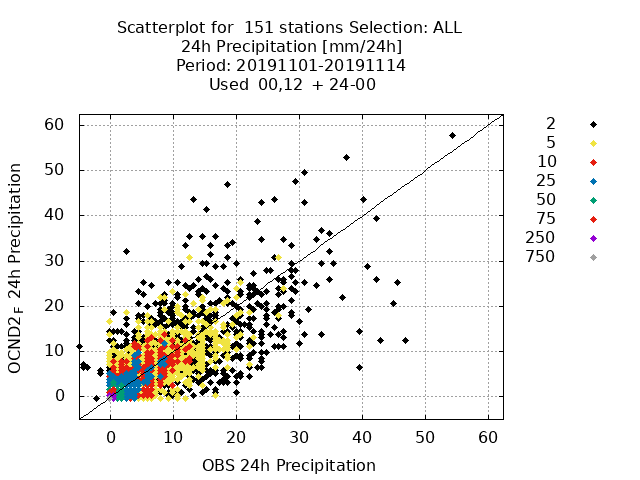 Scatterplot for  151 stations Selection: ALL
24h Precipitation [mm/24h]
Period: 20191101-20191114
Used  00,12  + 24-00
OCND2F 24h Precipitation
60
50
40
30
20
10
0
0 10 20 30 40 50 60
OBS 24h Precipitation
2
5
10
25
50
75
250
750